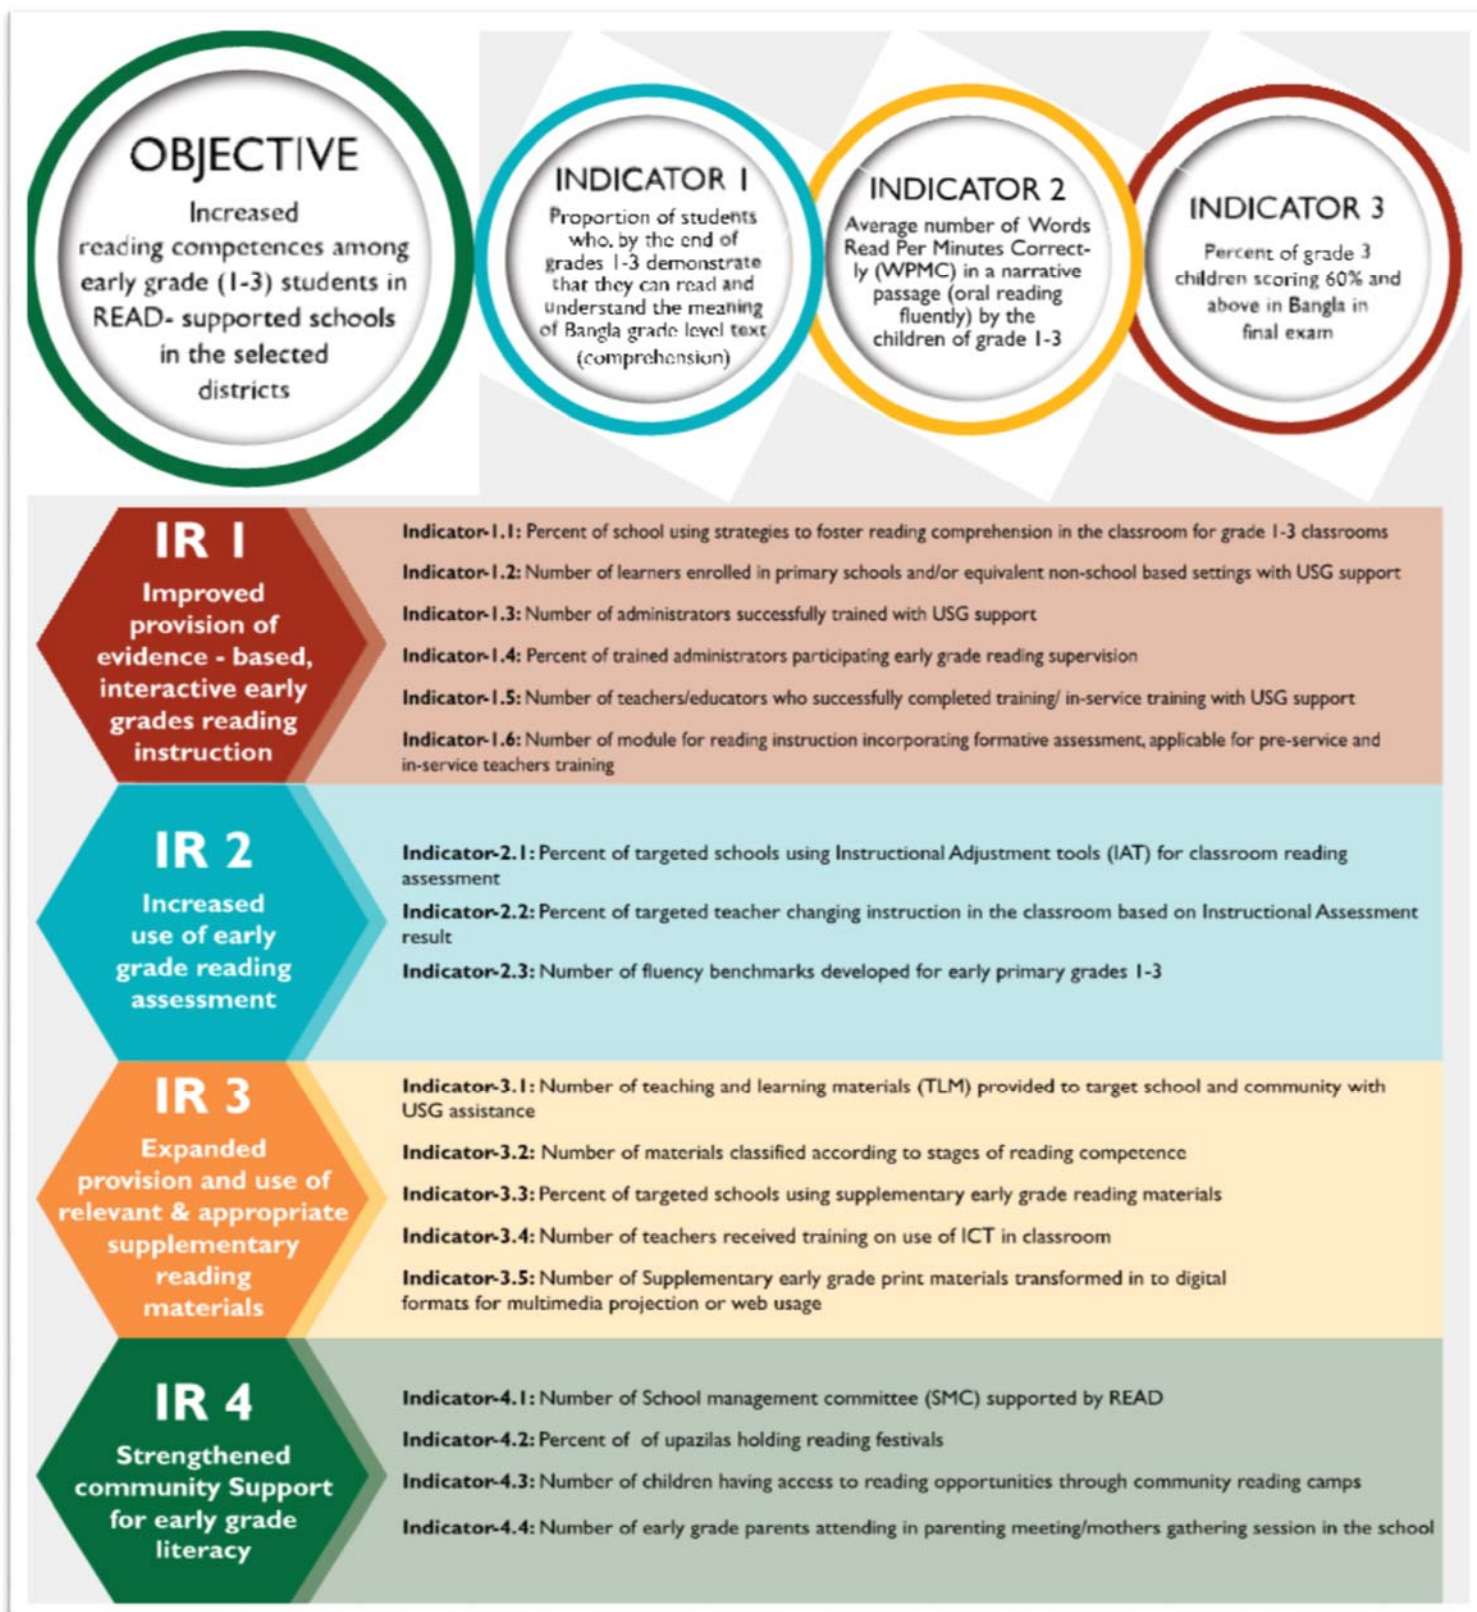 OBJECTIVE
Increased
reading competences among
early grade (1-3) students in
READ- supported schools
in the selected
districts
INDICATOR 1
Proportion of students
who, by the end of
grades 1-3 demonstrate
that they can read and
understand the meaning
of Bangla grade level text
(comprehension)
INDICATOR 2
Average number of Words
Read Per Minutes Correct-
ly (WPMC) in a narrative
passage (oral reading
fluently) by the
children of grade 1-3
INDICATOR 3
Percent of grade 3
children scoring 60% and
above in Bangla in
final exam
IR 1
Improved
provision of
evidence - based,
interactive early
grades reading
instruction
Indicator-1.1: Percent of school using strategies to foster reading comprehension in the classroom for grade 1-3 classrooms
Indicator-1.2: Number of learners enrolled in primary schools and/or equivalent non-school based settings with USG support
Indicator-1.3: Number of administrators successfully trained with USG support
Indicator-1.4: Percent of trained administrators participating early grade reading supervision
Indicator-1.5: Number of teachers/educators who successfully completed training/ in-service training with USG support
Indicator-1.6: Number of module for reading instruction incorporating formative assessment, applicable for pre-service and
in-service teachers training
IR 2
Increased
use of early
grade reading
assessment
Indicator-2.1: Percent of targeted schools using Instructional Adjustment tools (IAT) for classroom reading
assessment
Indicator-2.2: Percent of targeted teacher changing instruction in the classroom based on Instructional Assessment
result
Indicator-2.3: Number of fluency benchmarks developed for early primary grades 1-3
IR 3
Expanded
provision and use of
relevant & appropriate
supplementary
reading
materials
Indicator-3.1: Number of teaching and learning materials (TLM) provided to target school and community with
USG assistance
Indicator-3.2: Number of materials classified according to stages of reading competence
Indicator-3.3: Percent of targeted schools using supplementary early grade reading materials
Indicator-3.4: Number of teachers received training on use of ICT in classroom
Indicator-3.5: Number of Supplementary early grade print materials transformed in to digital
formats for multimedia projection or web usage
IR 4
Strengthened
community Support
for early grade
literacy
Indicator-4.1: Number of School management committee (SMC) supported by READ
Indicator-4.2: Percent of of upazilas holding reading festivals
Indicator-4.3: Number of children having access to reading opportunities through community reading camps
Indicator-4.4: Number of early grade parents attending in parenting meeting/mothers gathering session in the school